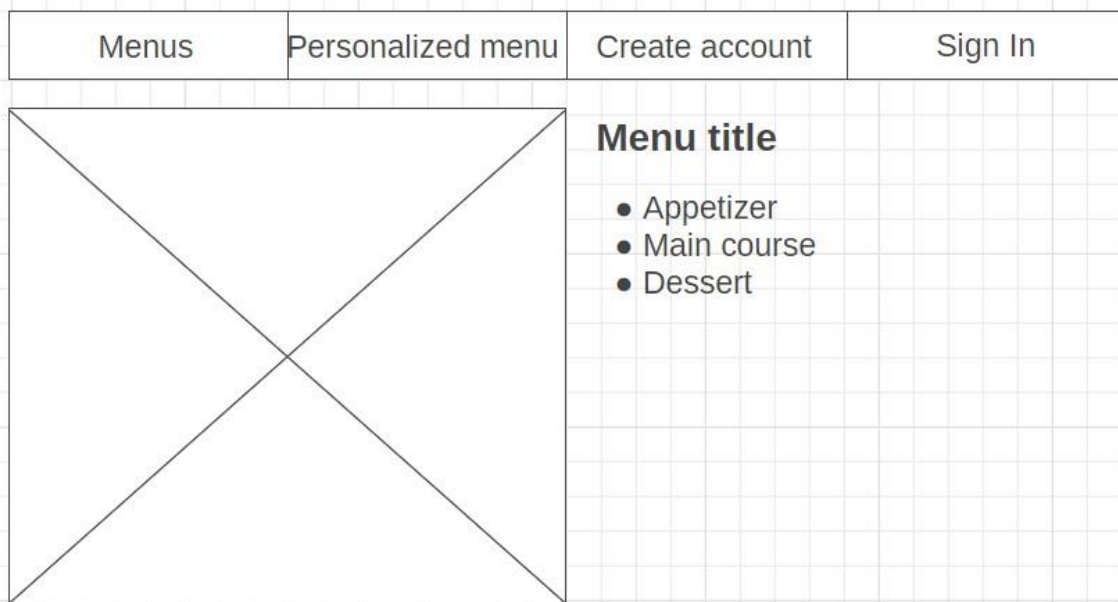 Menus Personalized menu Create account Sign In
Menu title
● Appetizer
● Main course
● Dessert